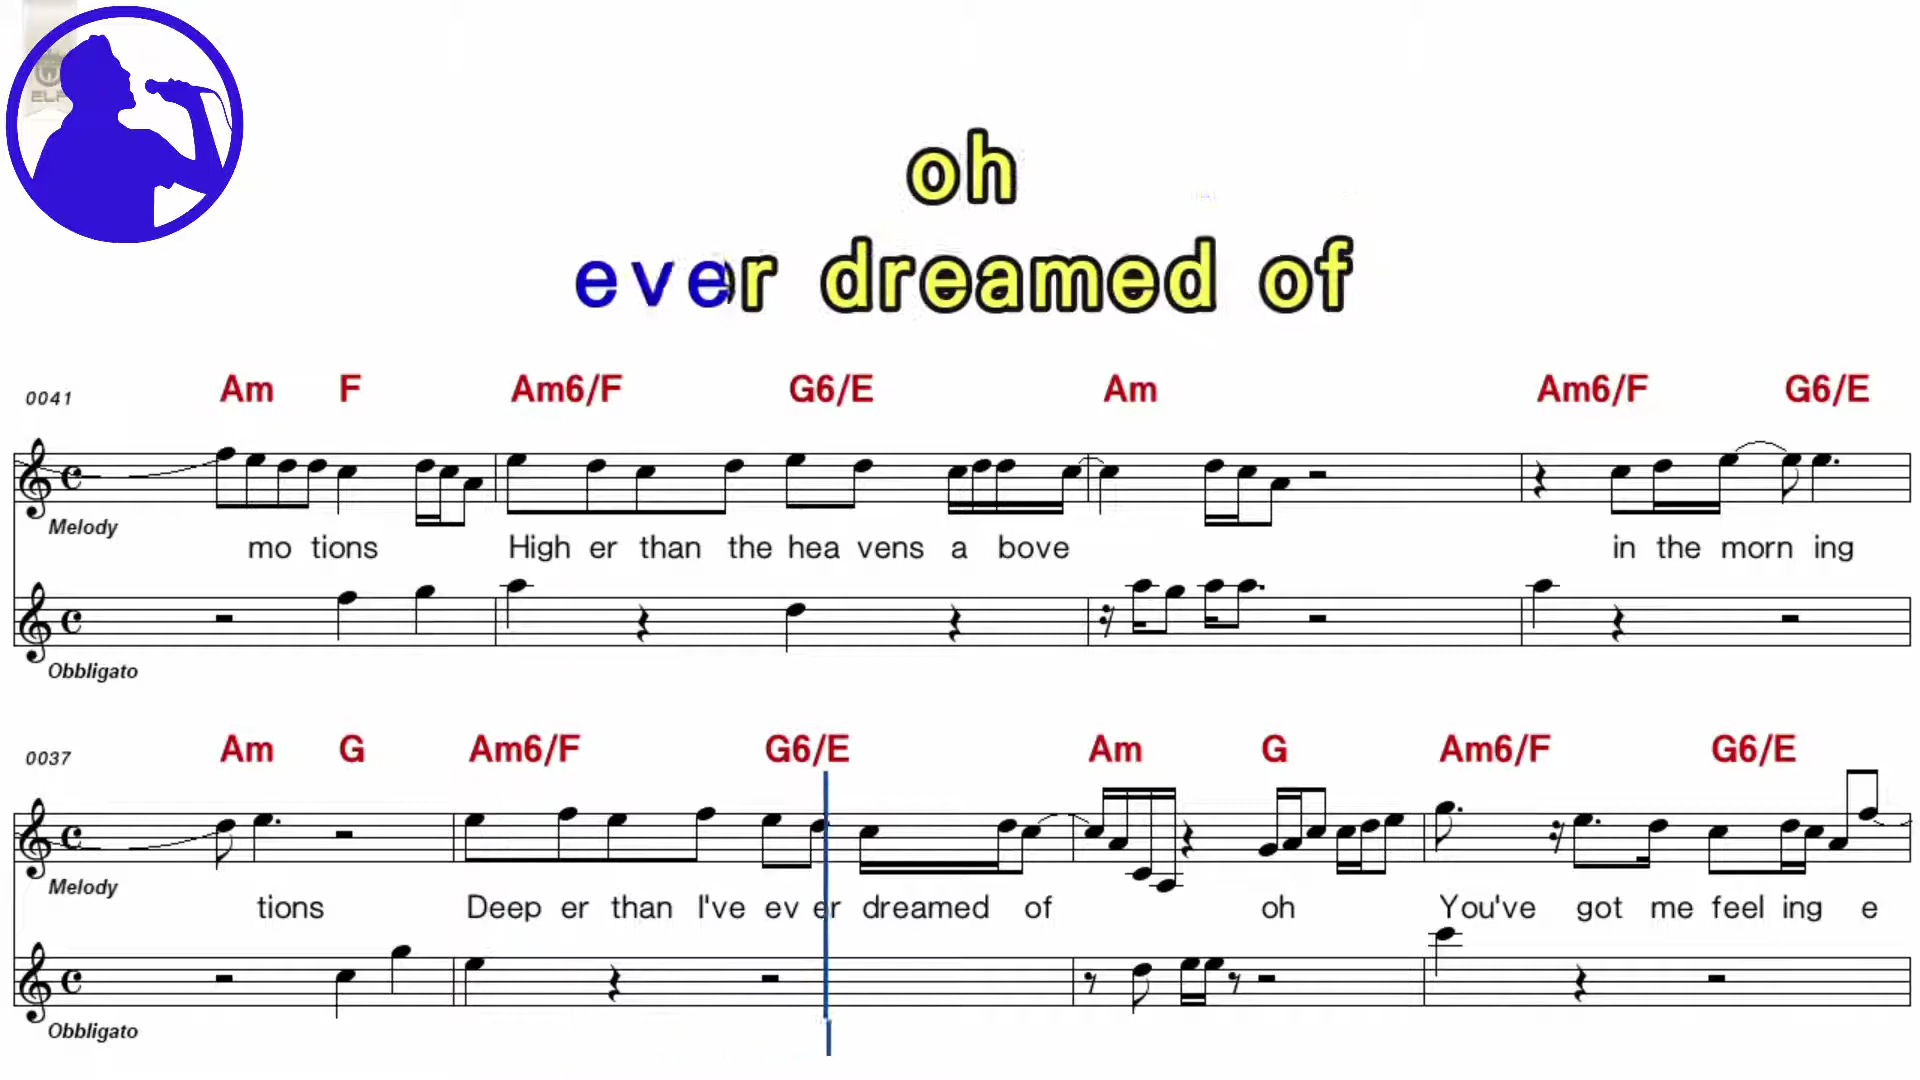 ELF
oh
ever dreamed of
0041 Am F Am6/F G6/E Am Am6/F G6/E
Melody
mo tions High er than the hea vens a bove in the morn ing
Obbligato
0037 Am G Am6/F G6/E Am G Am6/F G6/E
Melody
tions Deep er than I've ev er dreamed of oh You've got me feel ing e
Obbligato